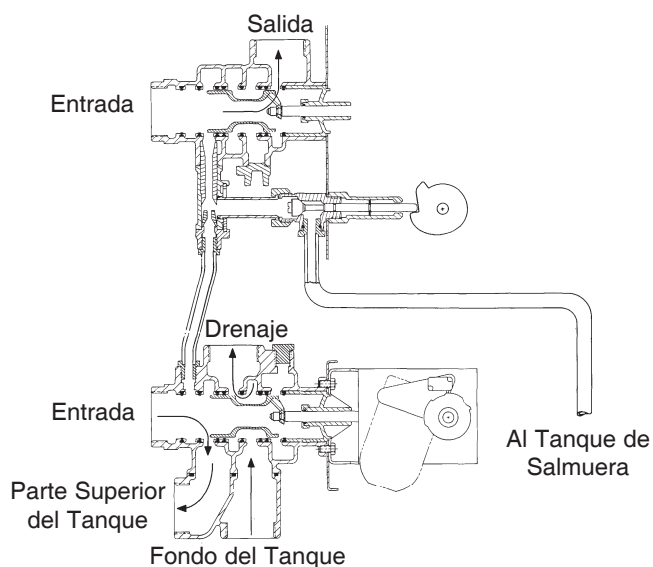 Salida
Entrada
Drenaje
Entrada
Al Tanque de
Salmuera
Parte Superior
del Tanque
Fondo del Tanque